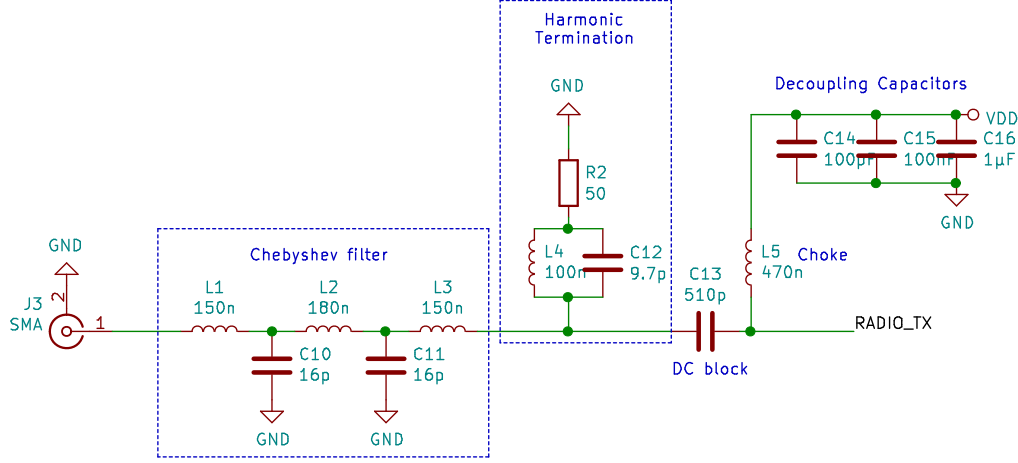 Harmonic
Termination
GND
R2
50
L4
100n
C12
9.7p
Decoupling Capacitors
VDD
C14
100pF
C15
100nF
C16
1µF
GND
L5
470n
Choke
C13
510p
DC block
RADIO_TX
Chebyshev filter
L1
150n
L2
180n
L3
150n
C10
16p
C11
16p
GND
GND
GND
2
J3
SMA
1